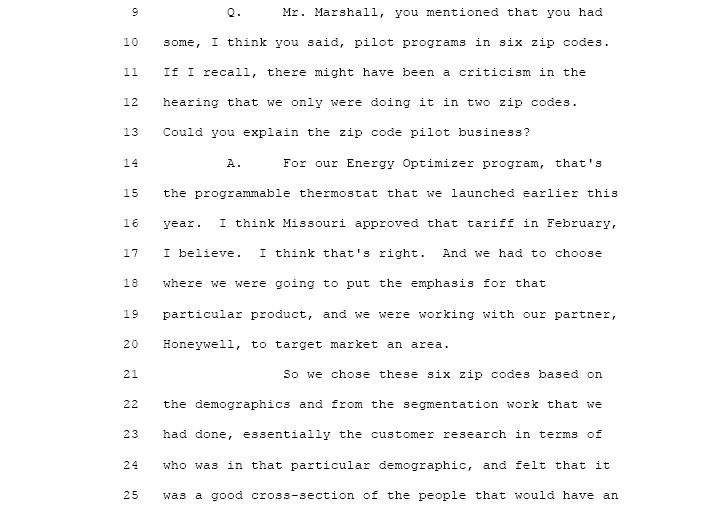 9 Q. Mr. Marshall, you mentioned that you had
10 some, I think you said, pilot programs in six zip codes.
11 If I recall, there might have been a criticism in the
12 hearing that we only were doing it in two zip codes.
13 Could you explain the zip code pilot business?
14 A. For our Energy Optimizer program, that's
15 the programmable thermostat that we launched earlier this
16 year. I think Missouri approved that tariff in February,
17 I believe. I think that's right. And we had to choose
18 where we were going to put the emphasis for that
19 particular product, and we were working with our partner,
20 Honeywell, to target market an area.
21 So we chose these six zip codes based on
22 the demographics and from the segmentation work that we
23 had done, essentially the customer research in terms of
24 who was in that particular demographic, and felt that it
25 was a good cross-section of the people that would have an